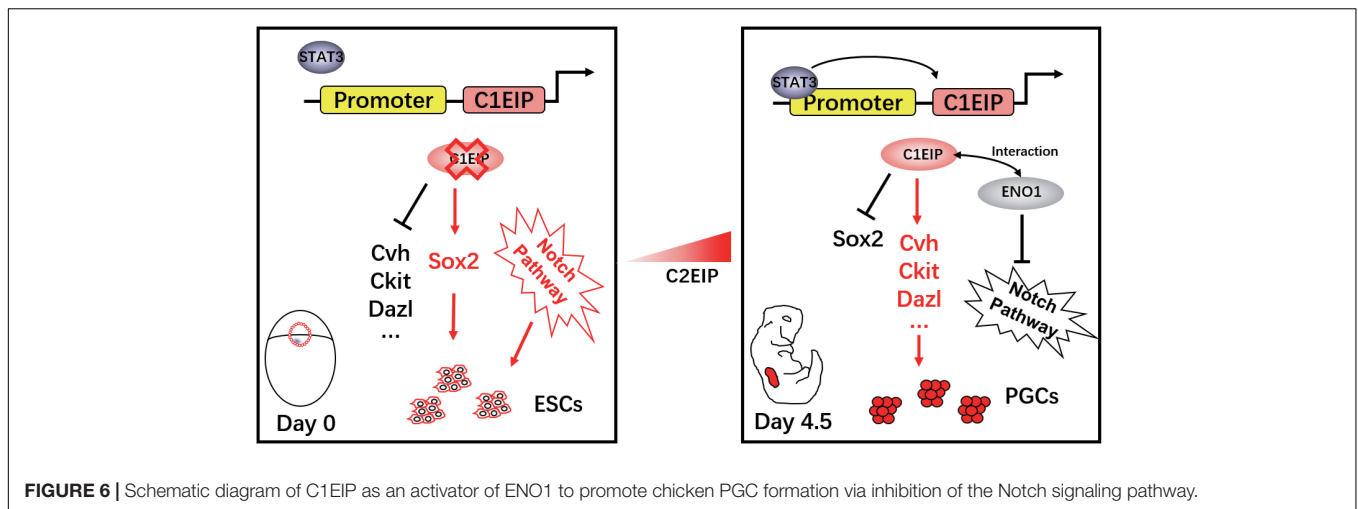 STAT3
Promoter
C1EIP
C1EIP
Cvh
Ckit
Dazl
...
Sox2
Notch
Pathway
ESCs
Day 0
C2EIP
STAT3
Promoter
C1EIP
C1EIP
Interaction
ENO1
Sox2
Cvh
Ckit
Dazl
...
Notch
Pathway
PGCs
Day 4.5
FIGURE 6 | Schematic diagram of C1EIP as an activator of ENO1 to promote chicken PGC formation via inhibition of the Notch signaling pathway.